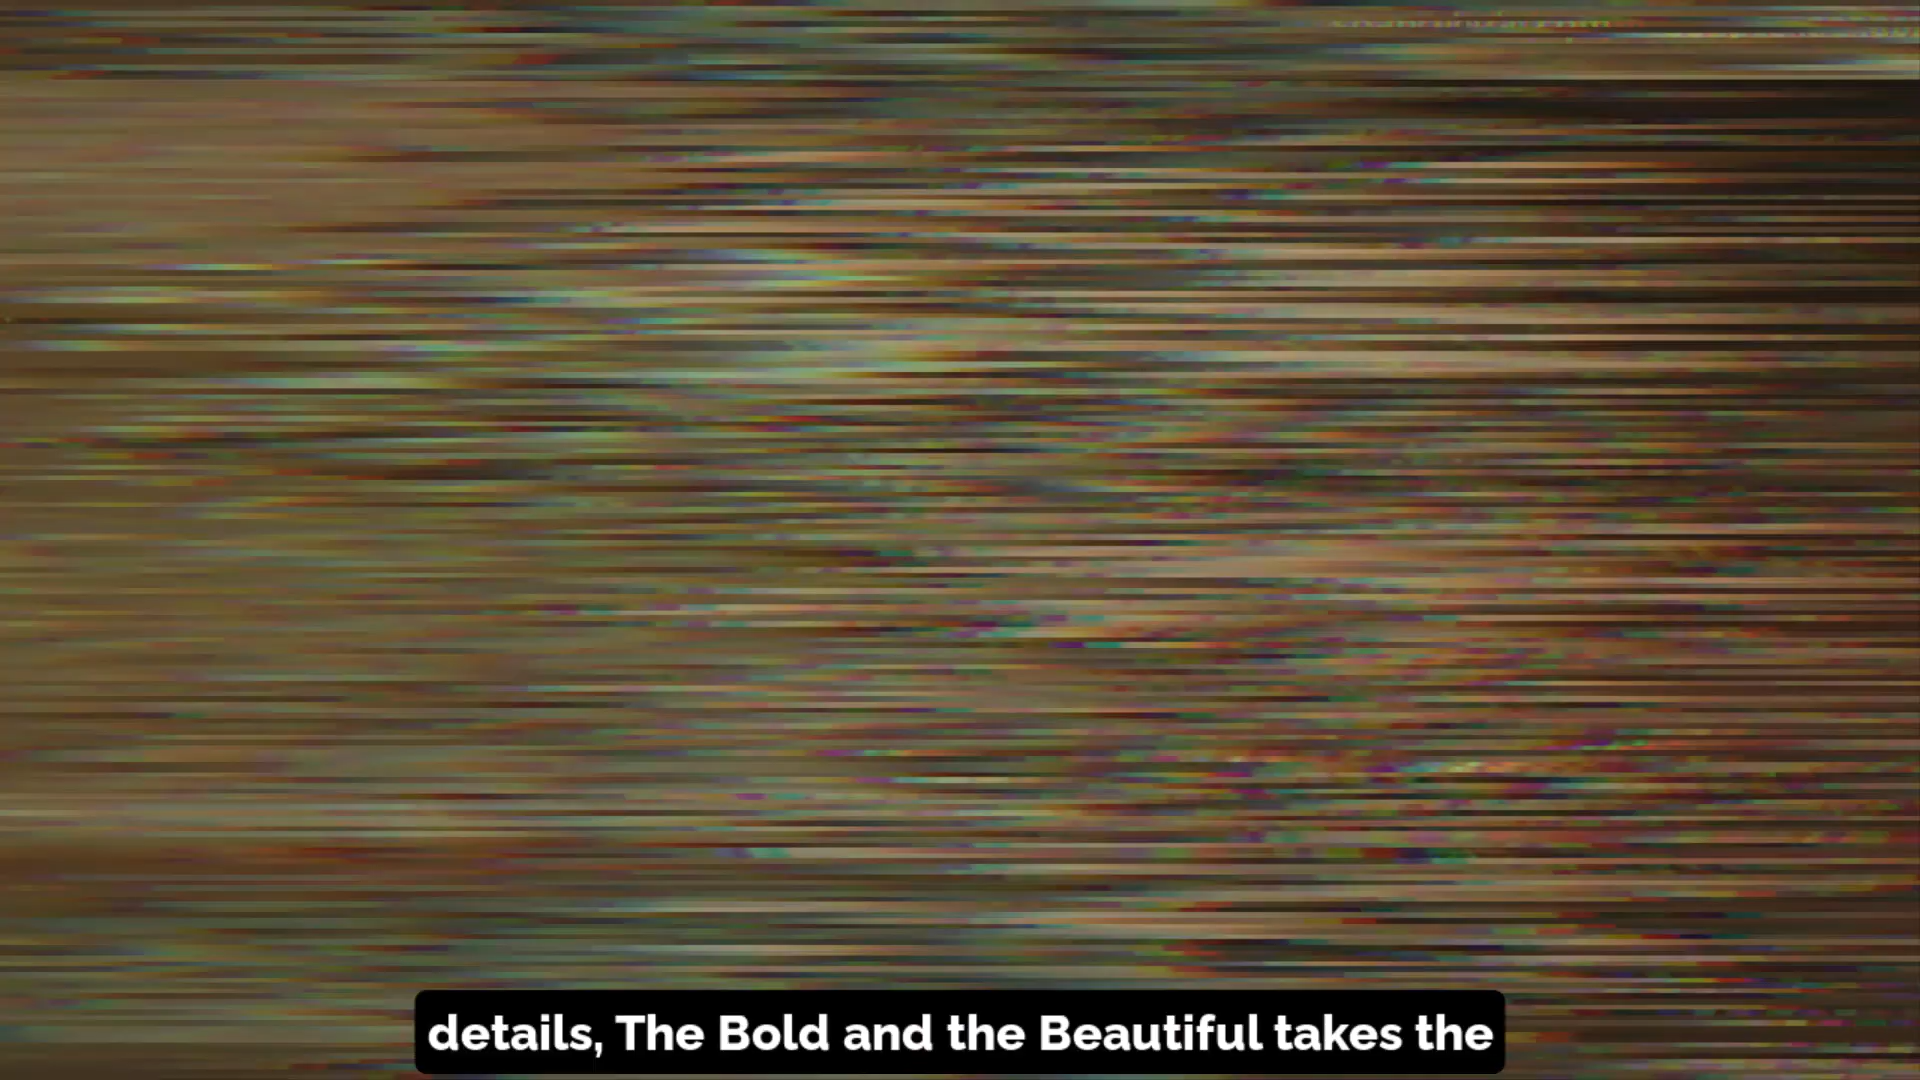 details, The Bold and the Beautiful takes the